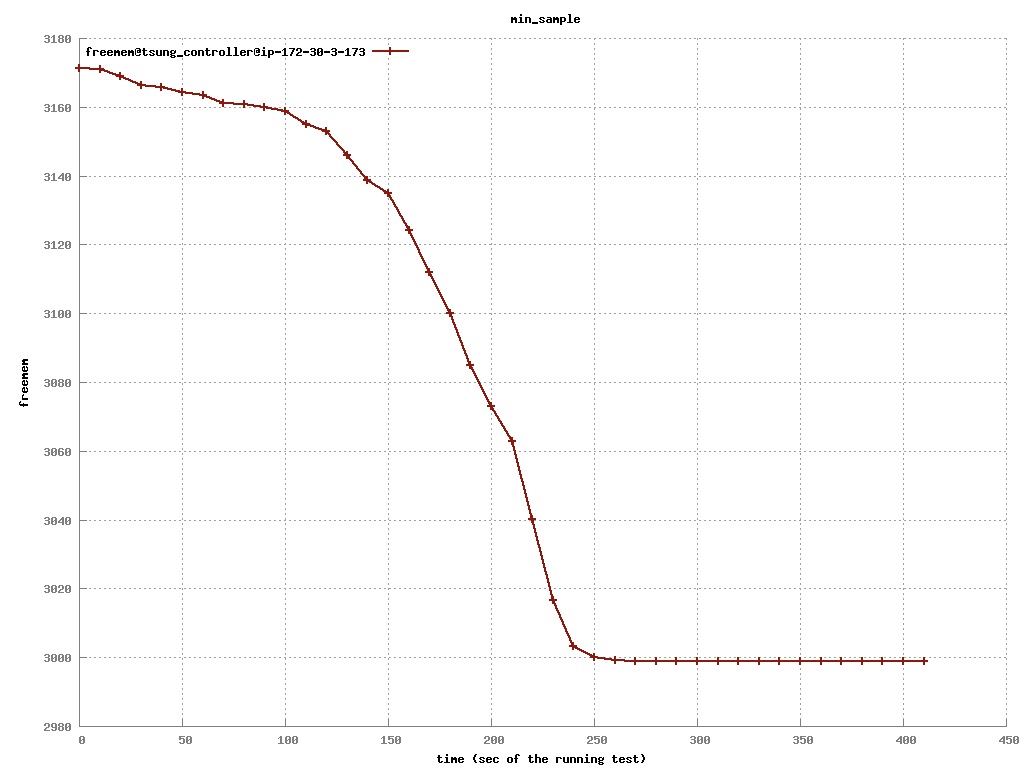 min_sample
freemem@tsung_controller@ip-172-30-3-173
3180
3160
3140
3120
3100
3080
3060
3040
3020
3000
2980
freemem
0 50 100 150 200 250 300 350 400 450
time (sec of the running test)